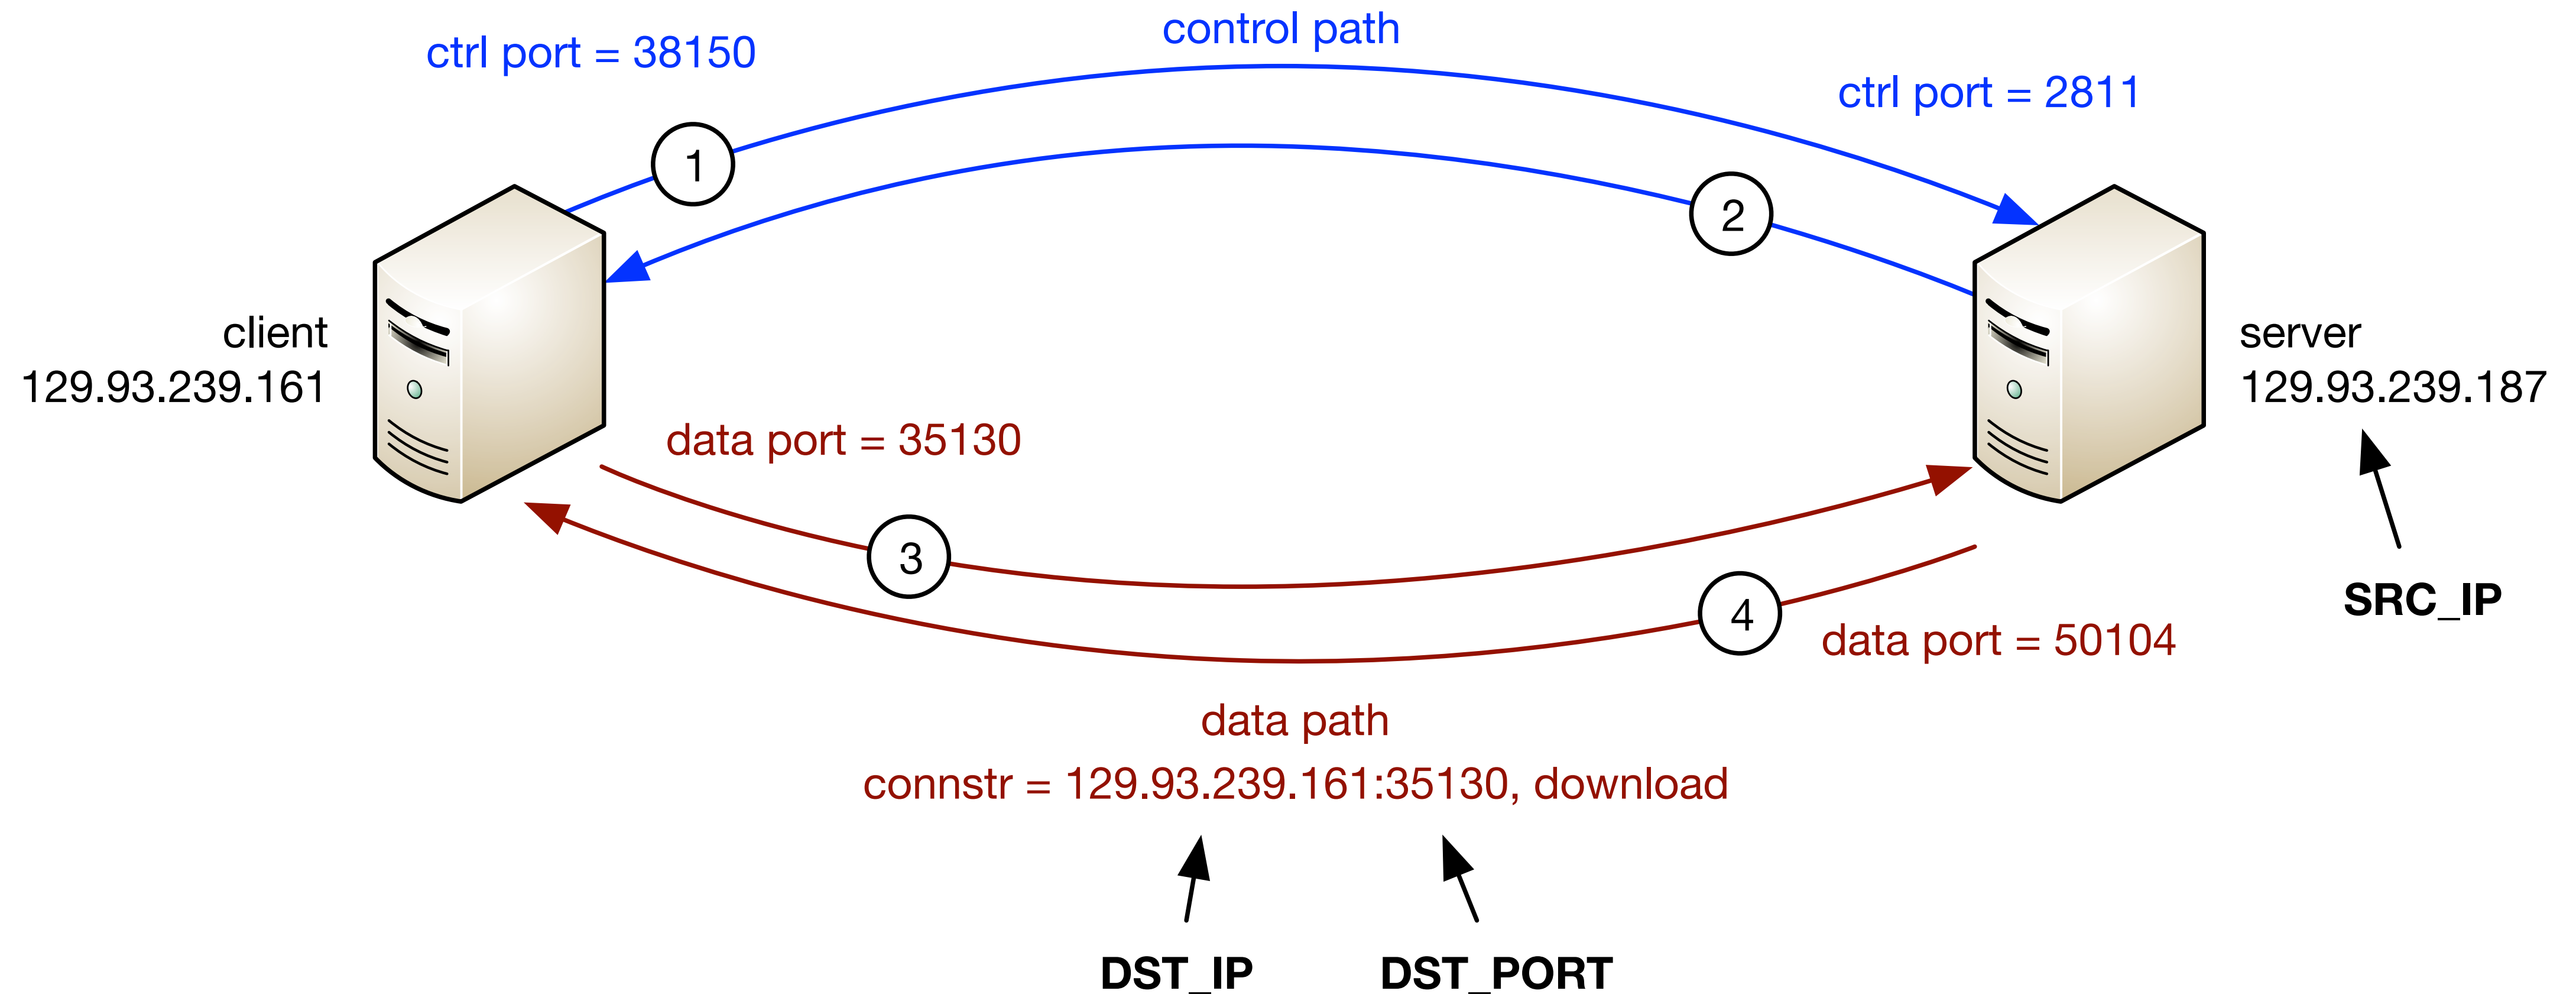 control path
ctrl port = 38150
ctrl port = 2811
1
2
client
129.93.239.161
server
129.93.239.187
data port = 35130
3
4
SRC_IP
data port = 50104
data path
connstr = 129.93.239.161:35130, download
DST_IP
DST_PORT